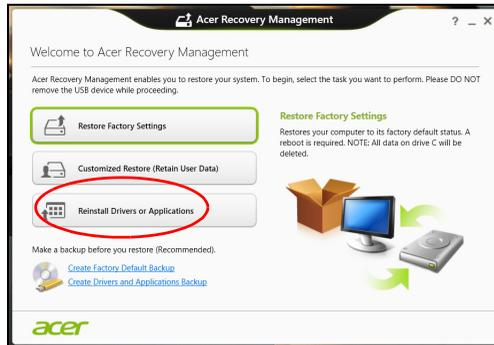 Acer Recovery Management
? _ X
Welcome to Acer Recovery Management
Acer Recovery Management enables you to restore your system. To begin, select the task you want to perform. Please DO NOT
remove the USB device while proceeding.
Restore Factory Settings
Customized Restore (Retain User Data)
Reinstall Drivers or Applications
Restore Factory Settings
Restores your computer to its factory default status. A
reboot is required. NOTE: All data on drive C will be
deleted.
Make a backup before you restore (Recommended).
Create Factory Default Backup
Create Drivers and Applications Backup
acer